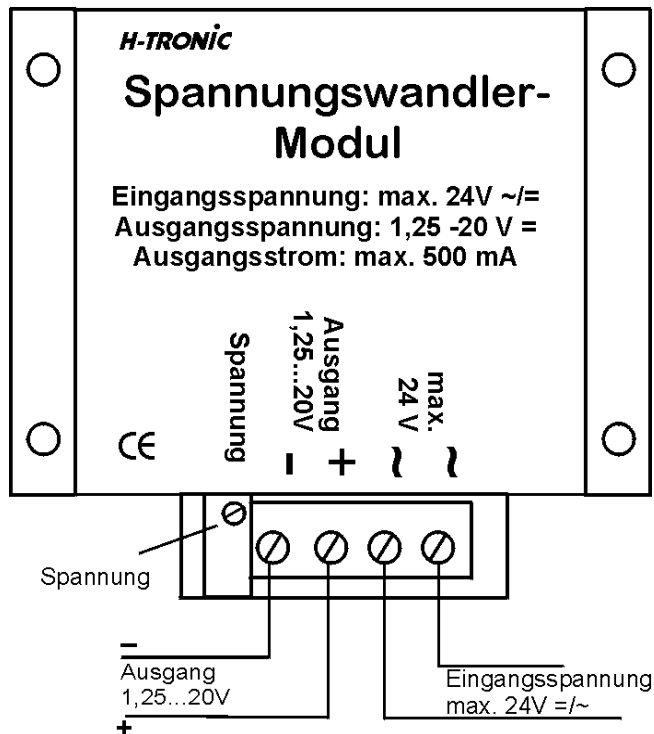 H-TRONIC
Spannungswandler-
Modul
Eingangsspannung: max. 24V ~/=
Ausgangsspannung: 1,25 -20 V =
Ausgangsstrom: max. 500 mA
Spannung
Ausgang
1,25...20V
max.
24 V
CE
- + ~ ~
Spannung
-
Ausgang
1,25...20V
+
Eingangsspannung
max. 24V =/~